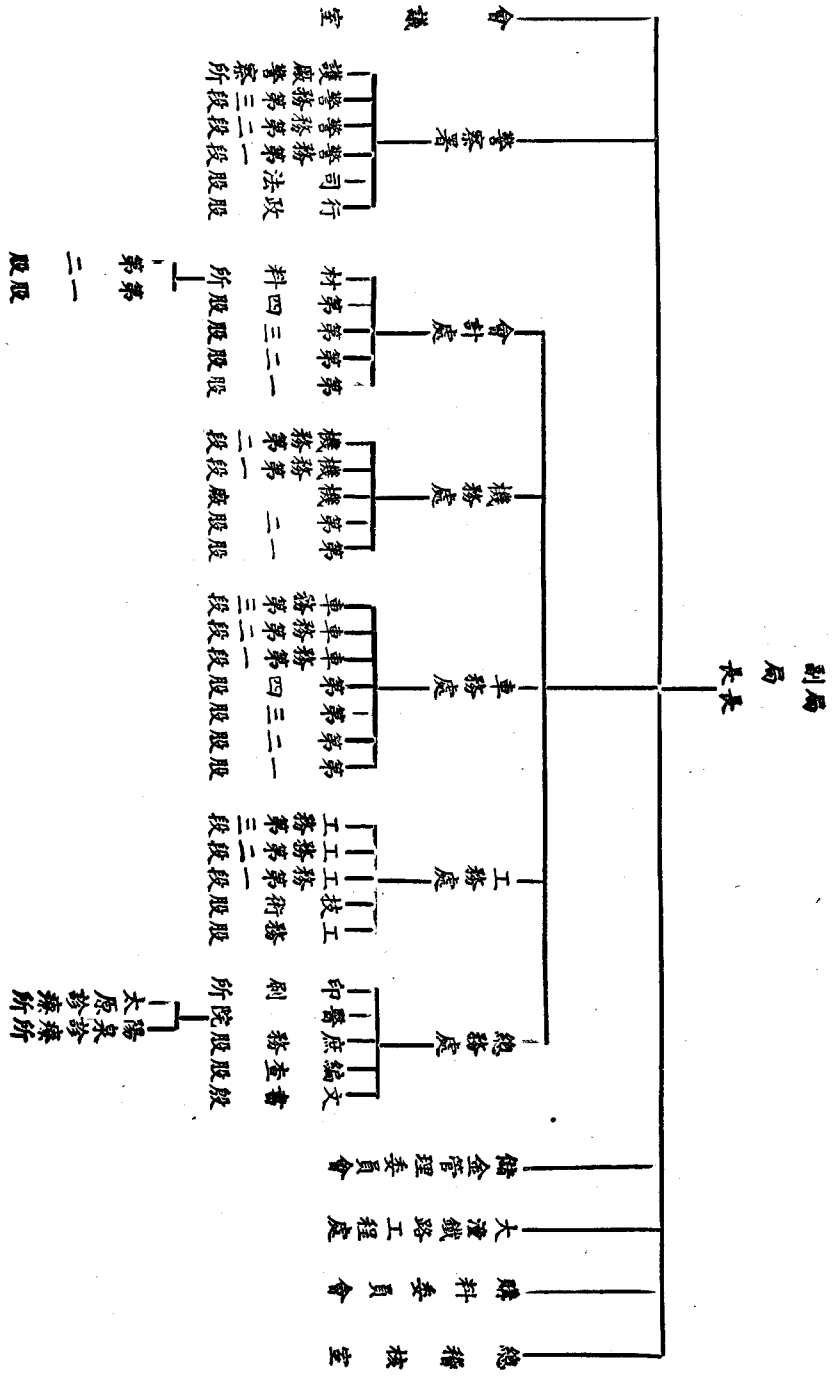 局長
副局長
總稽核室
購料委員會
大潼鐵路工程處
儲金管理委員會
總務處
文書股
編查股
庶務股
醫院
陽泉診療所
太原診療所
印刷所
工務處
工務股
技術股
工務第一段
工務第二段
工務第三段
車務處
第一股
第二股
第三股
第四股
車務第一段
車務第二段
車務第三段
機務處
第一股
第二股
機廠
機務第一段
機務第二段
會計處
第一股
第二股
第三股
第四股
材料所
第一股
第二股
警察署
行政股
司法股
警務第一段
警務第二段
警務第三段
護廠警察所
會議室